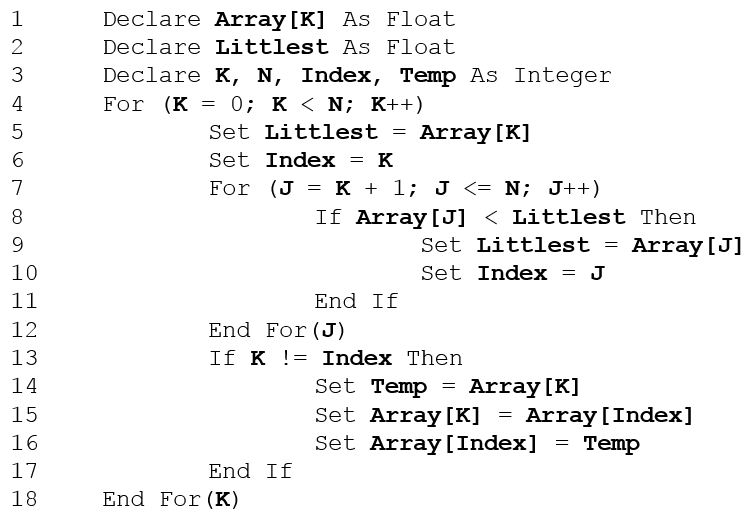 1 Declare Array[K] As Float
2 Declare Littlest As Float
3 Declare K, N, Index, Temp As Integer
4 For (K = 0; K < N; K++)
5 Set Littlest = Array[K]
6 Set Index = K
7 For (J = K + 1; J <= N; J++)
8 If Array[J] < Littlest Then
9 Set Littlest = Array[J]
10 Set Index = J
11 End If
12 End For(J)
13 If K != Index Then
14 Set Temp = Array[K]
15 Set Array[K] = Array[Index]
16 Set Array[Index] = Temp
17 End If
18 End For(K)